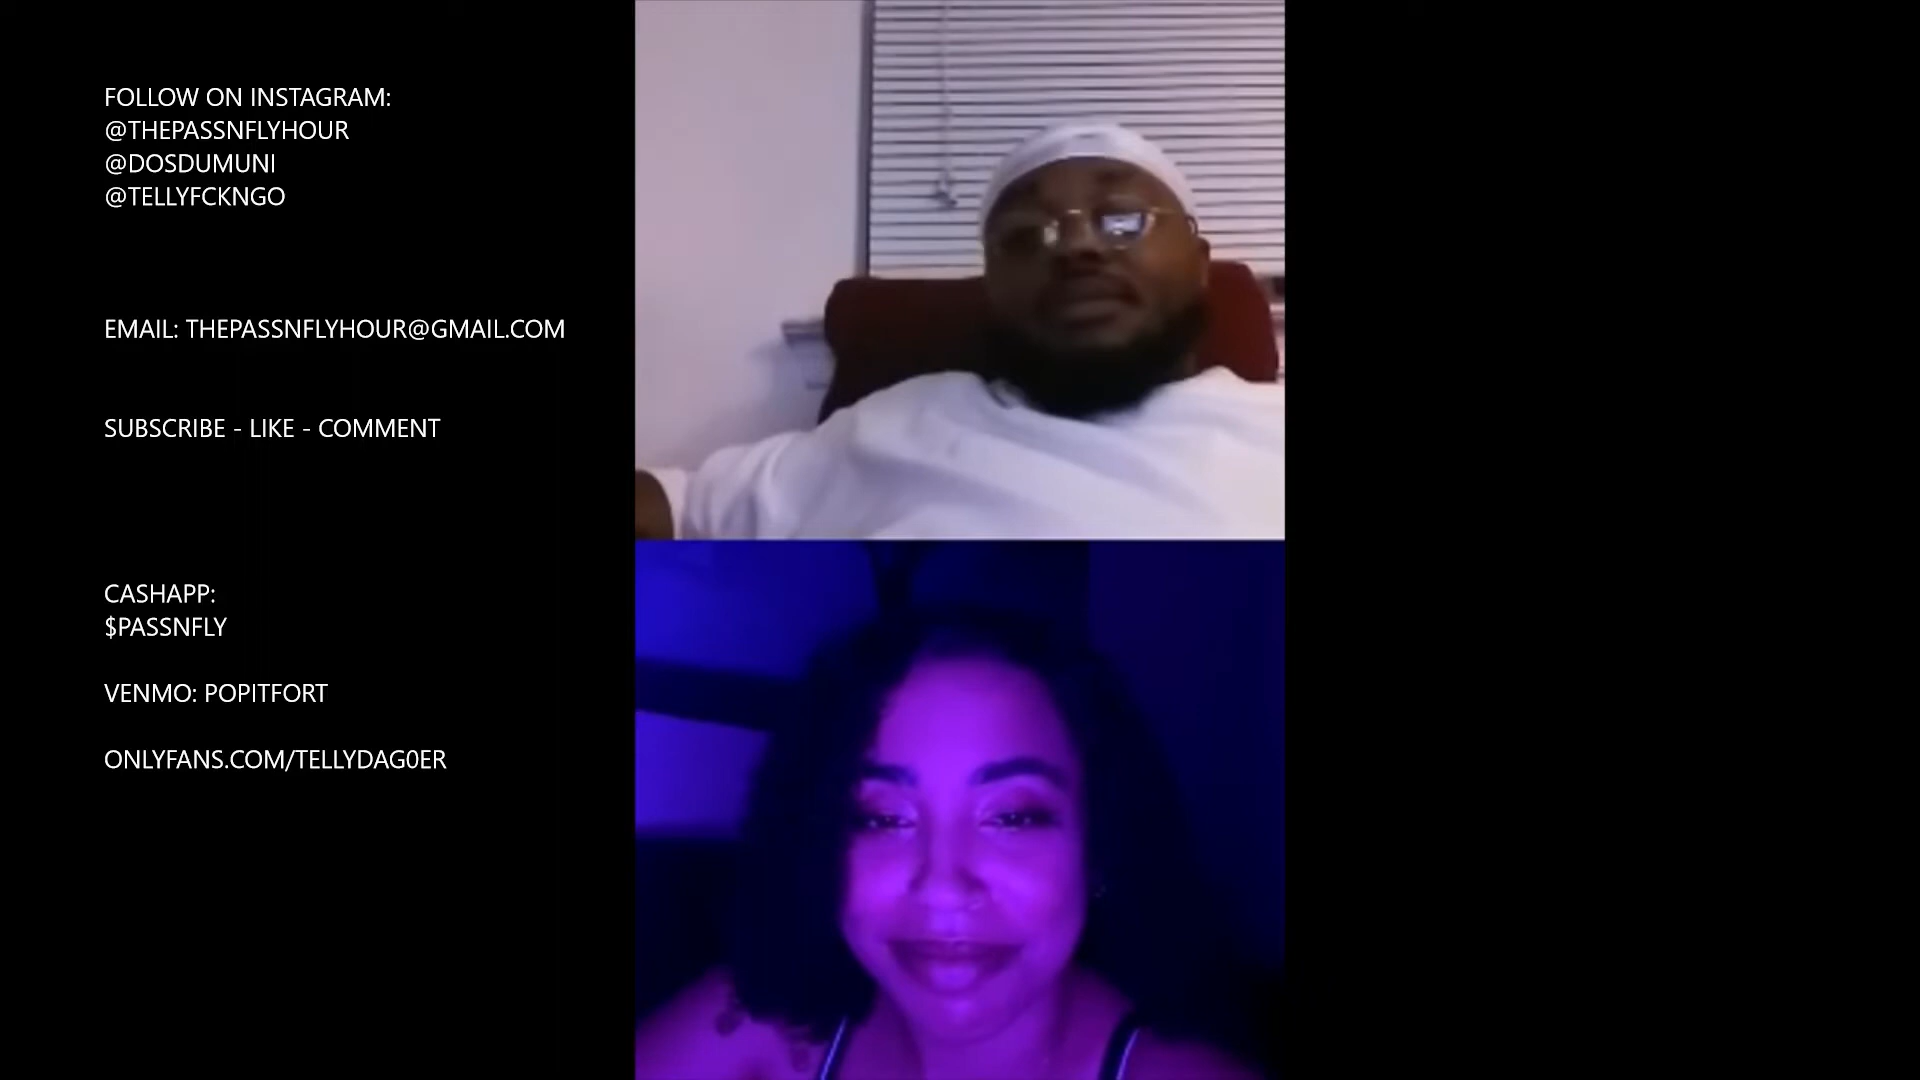 FOLLOW ON INSTAGRAM:
@THEPASSNFLYHOUR
@DOSDUMUNI
@TELLYFCKNGO
EMAIL: THEPASSNFLYHOUR@GMAIL.COM
SUBSCRIBE - LIKE - COMMENT
CASHAPP:
$PASSNFLY
VENMO: POPITFORT
ONLYFANS.COM/TELLYDAG0ER